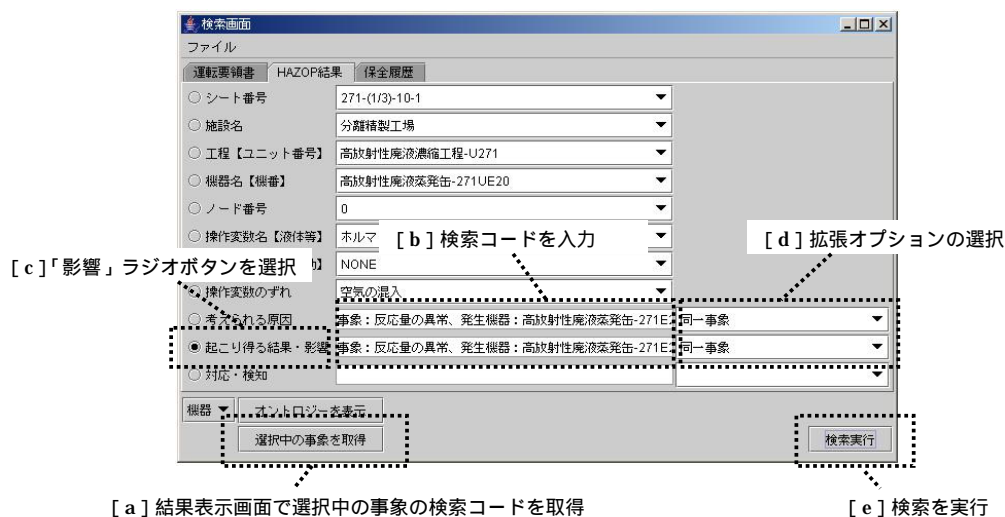 検索画面
ファイル
運転要領書 HAZOP結果 保全履歴
シート番号 271-(1/3)-10-1
施設名 分離精製工場
工程【ユニット番号】 高放射性廃液濃縮工程-U271
機器名【機番】 高放射性廃液蒸発缶-271UE20
ノード番号 0
操作変数名【液体等】 ホルマ
[ b ] 検索コードを入力
[ d ] 拡張オプションの選択
[ c ]「影響」ラジオボタンを選択
NONE
操作変数のずれ 空気の混入
考えられる原因 事象：反応量の異常、発生機器：高放射性廃液蒸発缶-271E 同一事象
起こり得る結果・影響 事象：反応量の異常、発生機器：高放射性廃液蒸発缶-271E 同一事象
対応・検知
機器 オントロジーを表示
選択中の事象を取得 検索実行
[ a ] 結果表示画面で選択中の事象の検索コードを取得
[ e ] 検索を実行